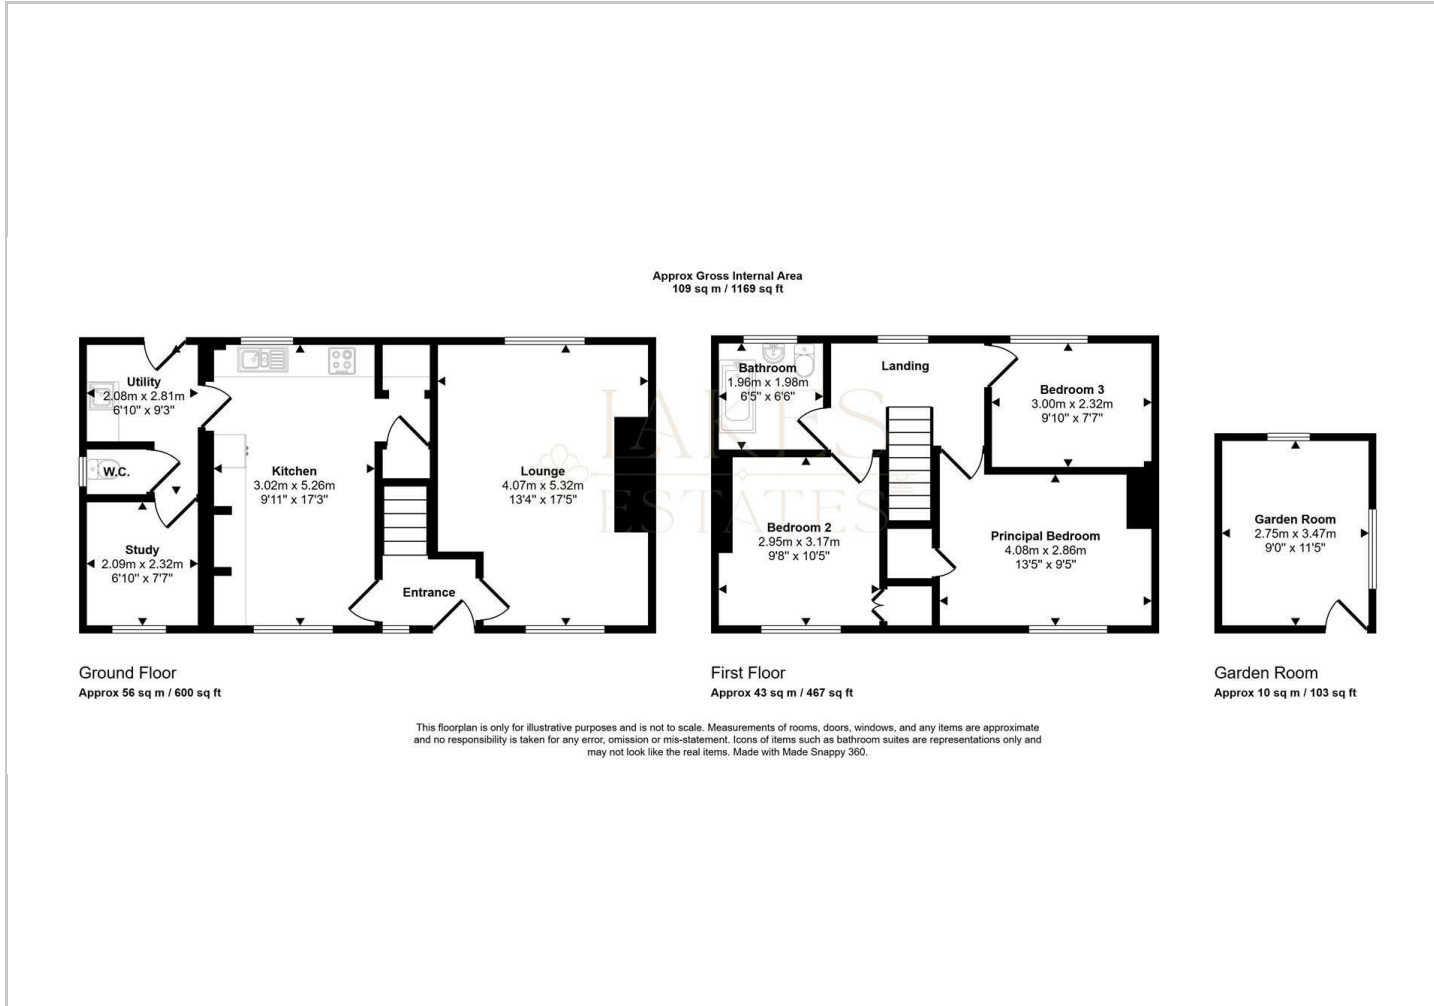 Approx Gross Internal Area
109 sq m / 1169 sq ft
Utility
2.08m x 2.81m
6'10" x 9'3"
W.C.
Study
2.09m x 2.32m
6'10" x 7'7"
Kitchen
3.02m x 5.26m
9'11" x 17'3"
Lounge
4.07m x 5.32m
13'4" x 17'5"
Entrance
Bathroom
1.96m x 1.98m
6'5" x 6'6"
Landing
Bedroom 3
3.00m x 2.32m
9'10" x 7'7"
Bedroom 2
2.95m x 3.17m
9'8" x 10'5"
Principal Bedroom
4.08m x 2.86m
13'5" x 9'5"
Garden Room
2.75m x 3.47m
9'0" x 11'5"
LAKES
ESTATES
Ground Floor
Approx 56 sq m / 600 sq ft
First Floor
Approx 43 sq m / 467 sq ft
Garden Room
Approx 10 sq m / 103 sq ft
This floorplan is only for illustrative purposes and is not to scale. Measurements of rooms, doors, windows, and any items are approximate
and no responsibility is taken for any error, omission or mis-statement. Icons of items such as bathroom suites are representations only and
may not look like the real items. Made with Made Snappy 360.